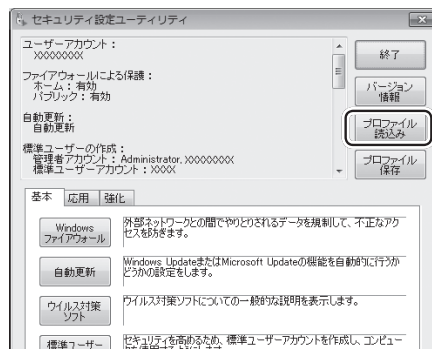 セキュリティ設定ユーティリティ
ユーザーアカウント：
XXXXXXXX
ファイアウォールによる保護：
ホーム：有効
パブリック：有効
自動更新：
自動更新
標準ユーザーの作成：
管理者アカウント：Administrator, XXXXXXXX
標準ユーザーアカウント：XXXX
終了
バージョン
情報
プロファイル
読込み
プロファイル
保存
基本 応用 強化
Windows
ファイアウォール
外部ネットワークとの間でやりとりされるデータを規制して、不正なアク
セスを防ぎます。
自動更新
Windows UpdateまたはMicrosoft Updateの機能を自動的に行うか
どうかの設定をします。
ウイルス対策
ソフト
ウイルス対策ソフトについての一般的な説明を表示します。
標準ユーザー
セキュリティを高めるため、標準ユーザーアカウントを作成し、コンピュー